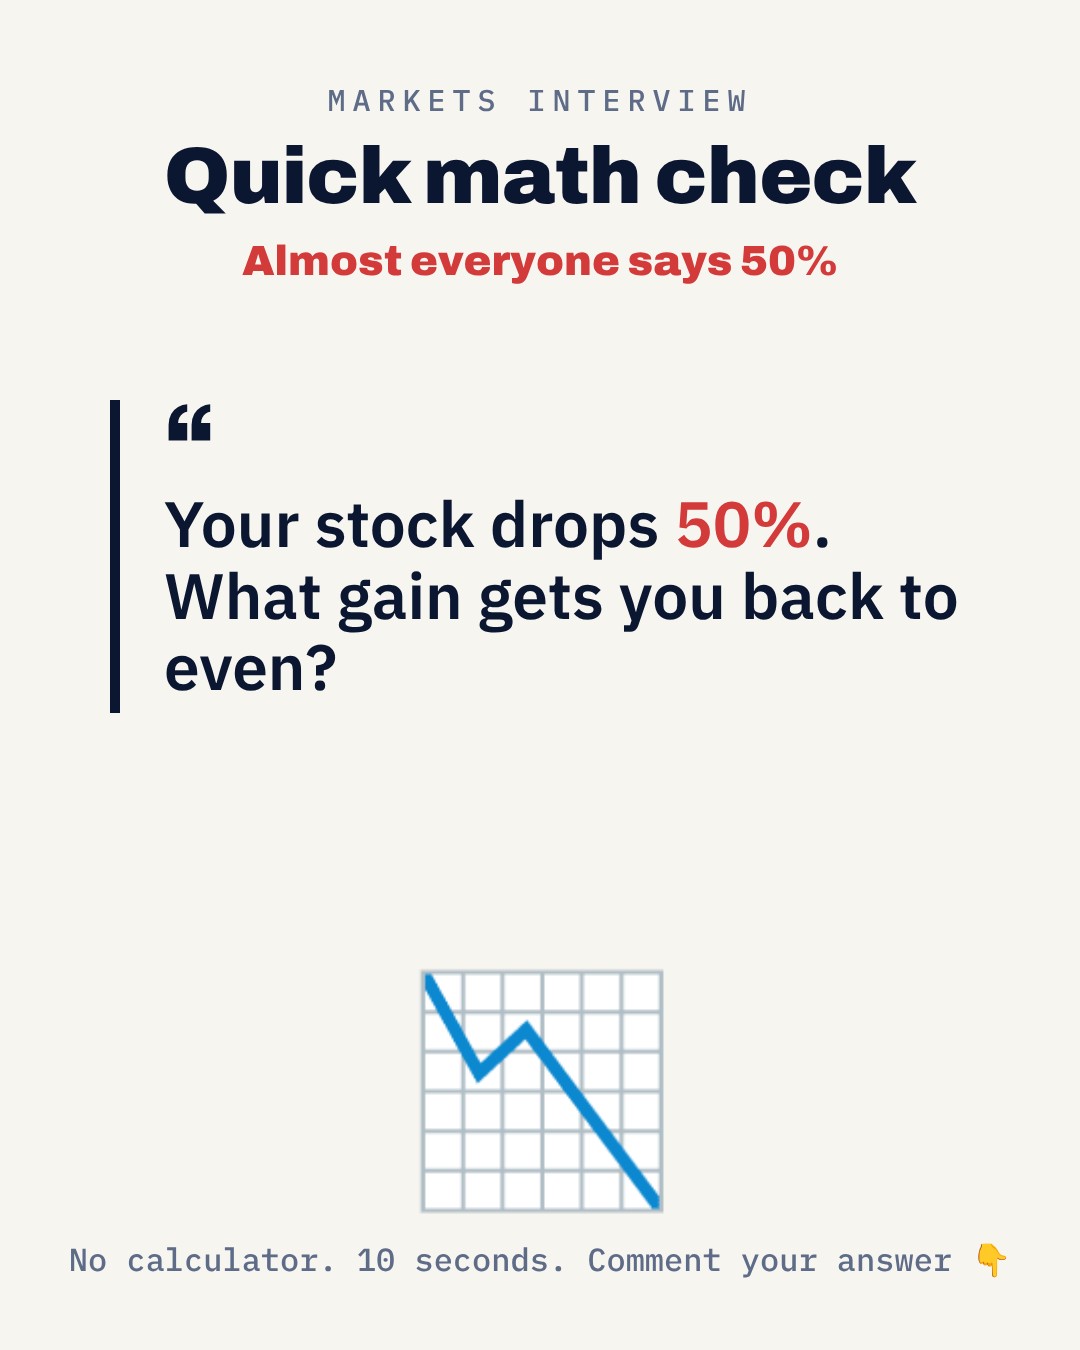 MARKETS INTERVIEW
Quick math check
Almost everyone says 50%
“
Your stock drops 50%.
What gain gets you back to
even?
No calculator. 10 seconds. Comment your answer 👇